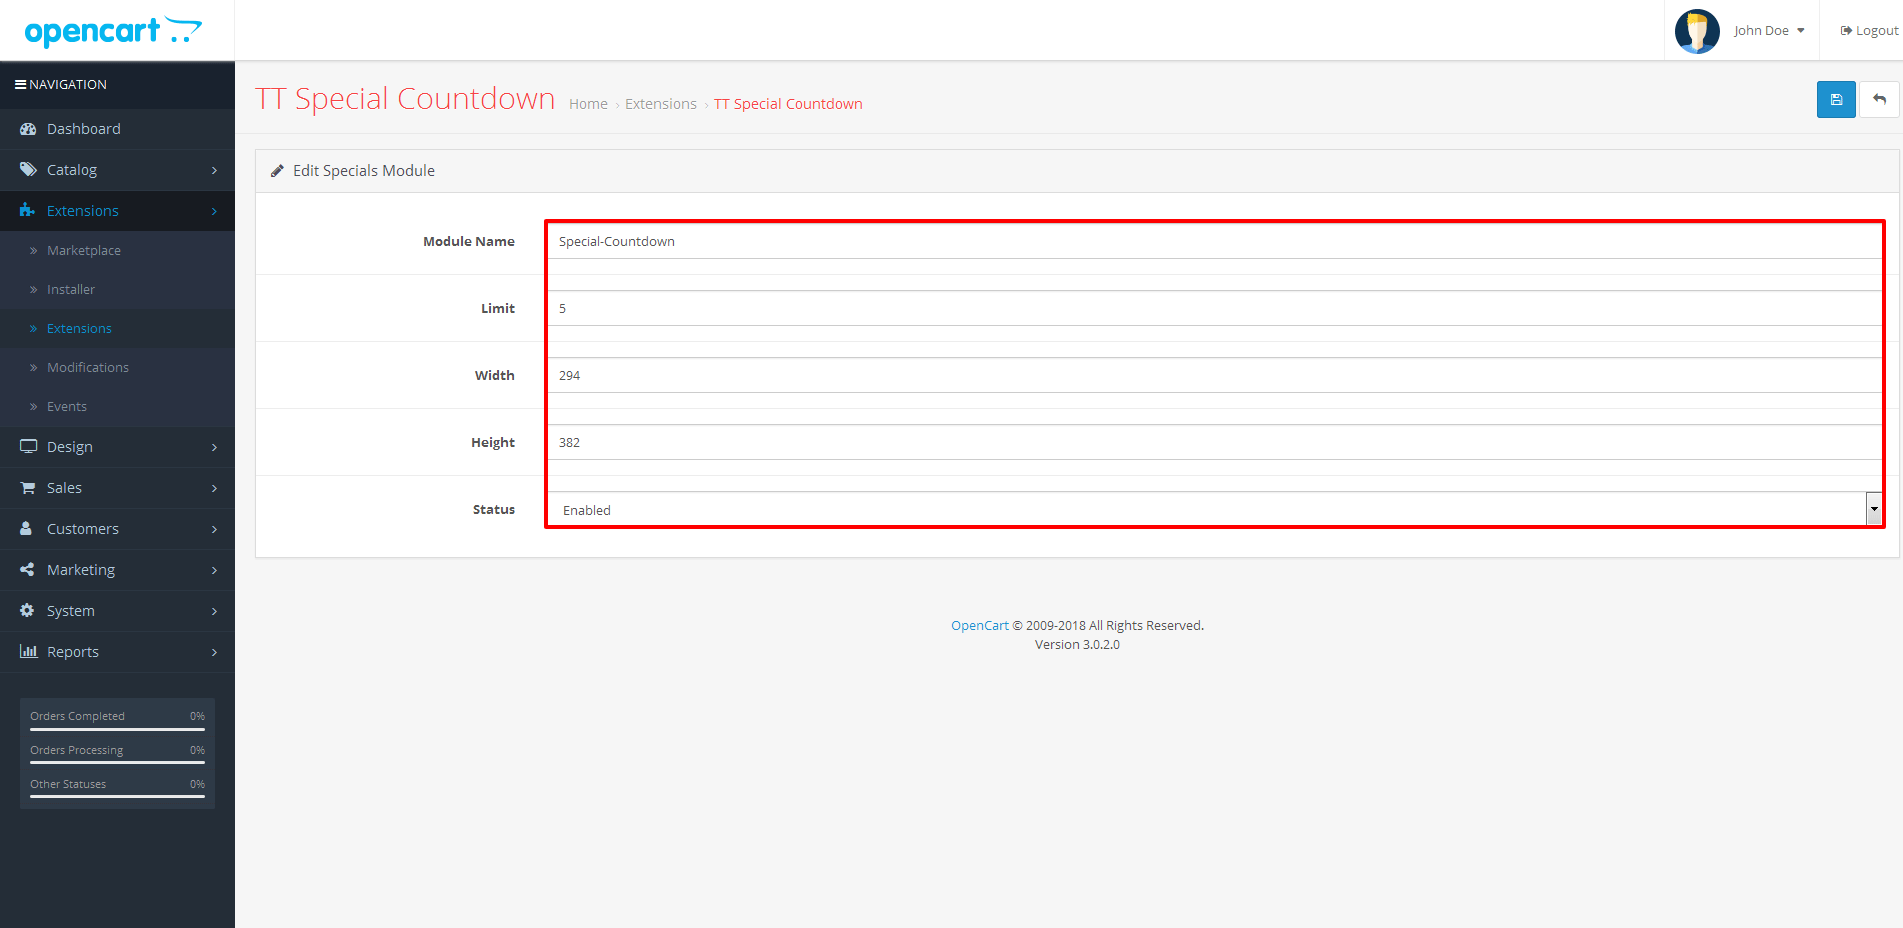 opencart
John Doe
Logout
NAVIGATION
Dashboard
Catalog
Extensions
Marketplace
Installer
Extensions
Modifications
Events
Design
Sales
Customers
Marketing
System
Reports
Orders Completed 0%
Orders Processing 0%
Other Statuses 0%
TT Special Countdown
Home › Extensions › TT Special Countdown
Edit Specials Module
Module Name Special-Countdown
Limit 5
Width 294
Height 382
Status Enabled
OpenCart © 2009-2018 All Rights Reserved.
Version 3.0.2.0